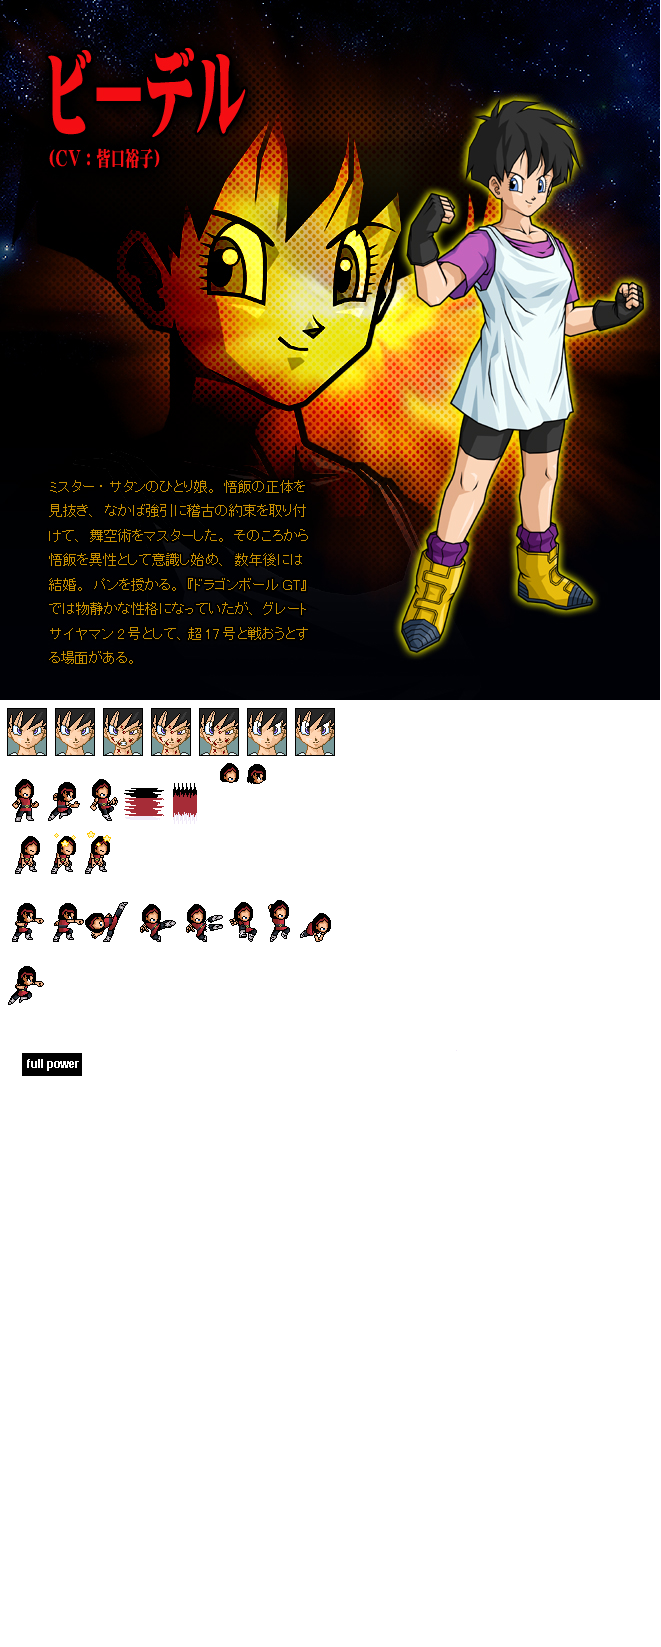 ビーデル
(CV：皆口裕子)
ミスター・サタンのひとり娘。悟飯の正体を
見抜き、なかば強引に稽古の約束を取り付
けて、舞空術をマスターした。そのころから
悟飯を異性として意識し始め、数年後には
結婚。パンを授かる。『ドラゴンボールGT』
では物静かな性格になっていたが、グレート
サイヤマン2号として、超17号と戦おうとす
る場面がある。
full power